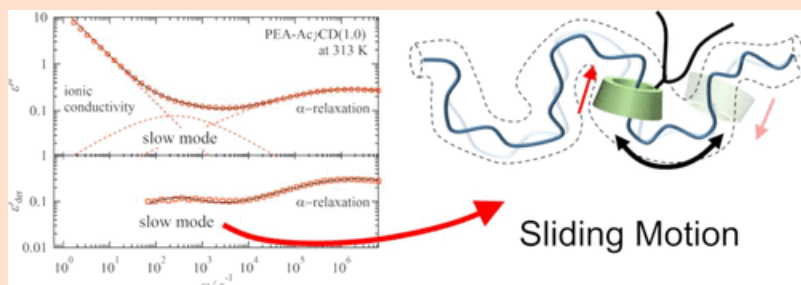 10
PEA-AcγCD(1.0)
at 313 K
1
ε''
ionic
conductivity
0.1
α-relaxation
slow mode
1
ε'der
0.1
α-relaxation
slow mode
0.01
10⁰ 10¹ 10² 10³ 10⁴ 10⁵ 10⁶
Sliding Motion